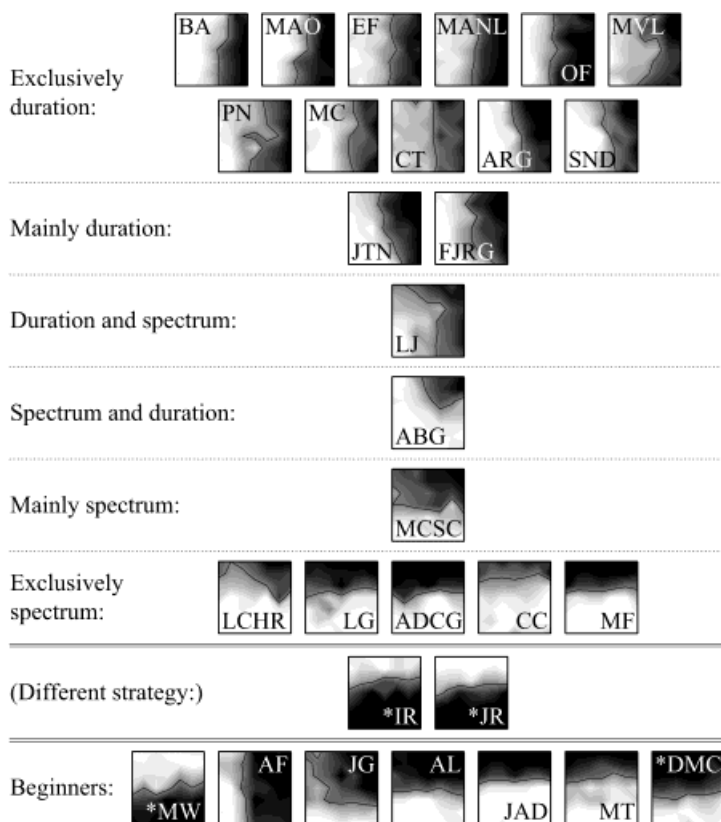 BA MAO EF MANL OF MVL
Exclusively
duration:
PN MC CT ARG SND
Mainly duration:
JTN FJRG
Duration and spectrum:
LJ
Spectrum and duration:
ABG
Mainly spectrum:
MCSC
Exclusively
spectrum:
LCHR LG ADCG CC MF
(Different strategy:)
*IR *JR
Beginners:
*MW AF JG AL JAD MT *DMC